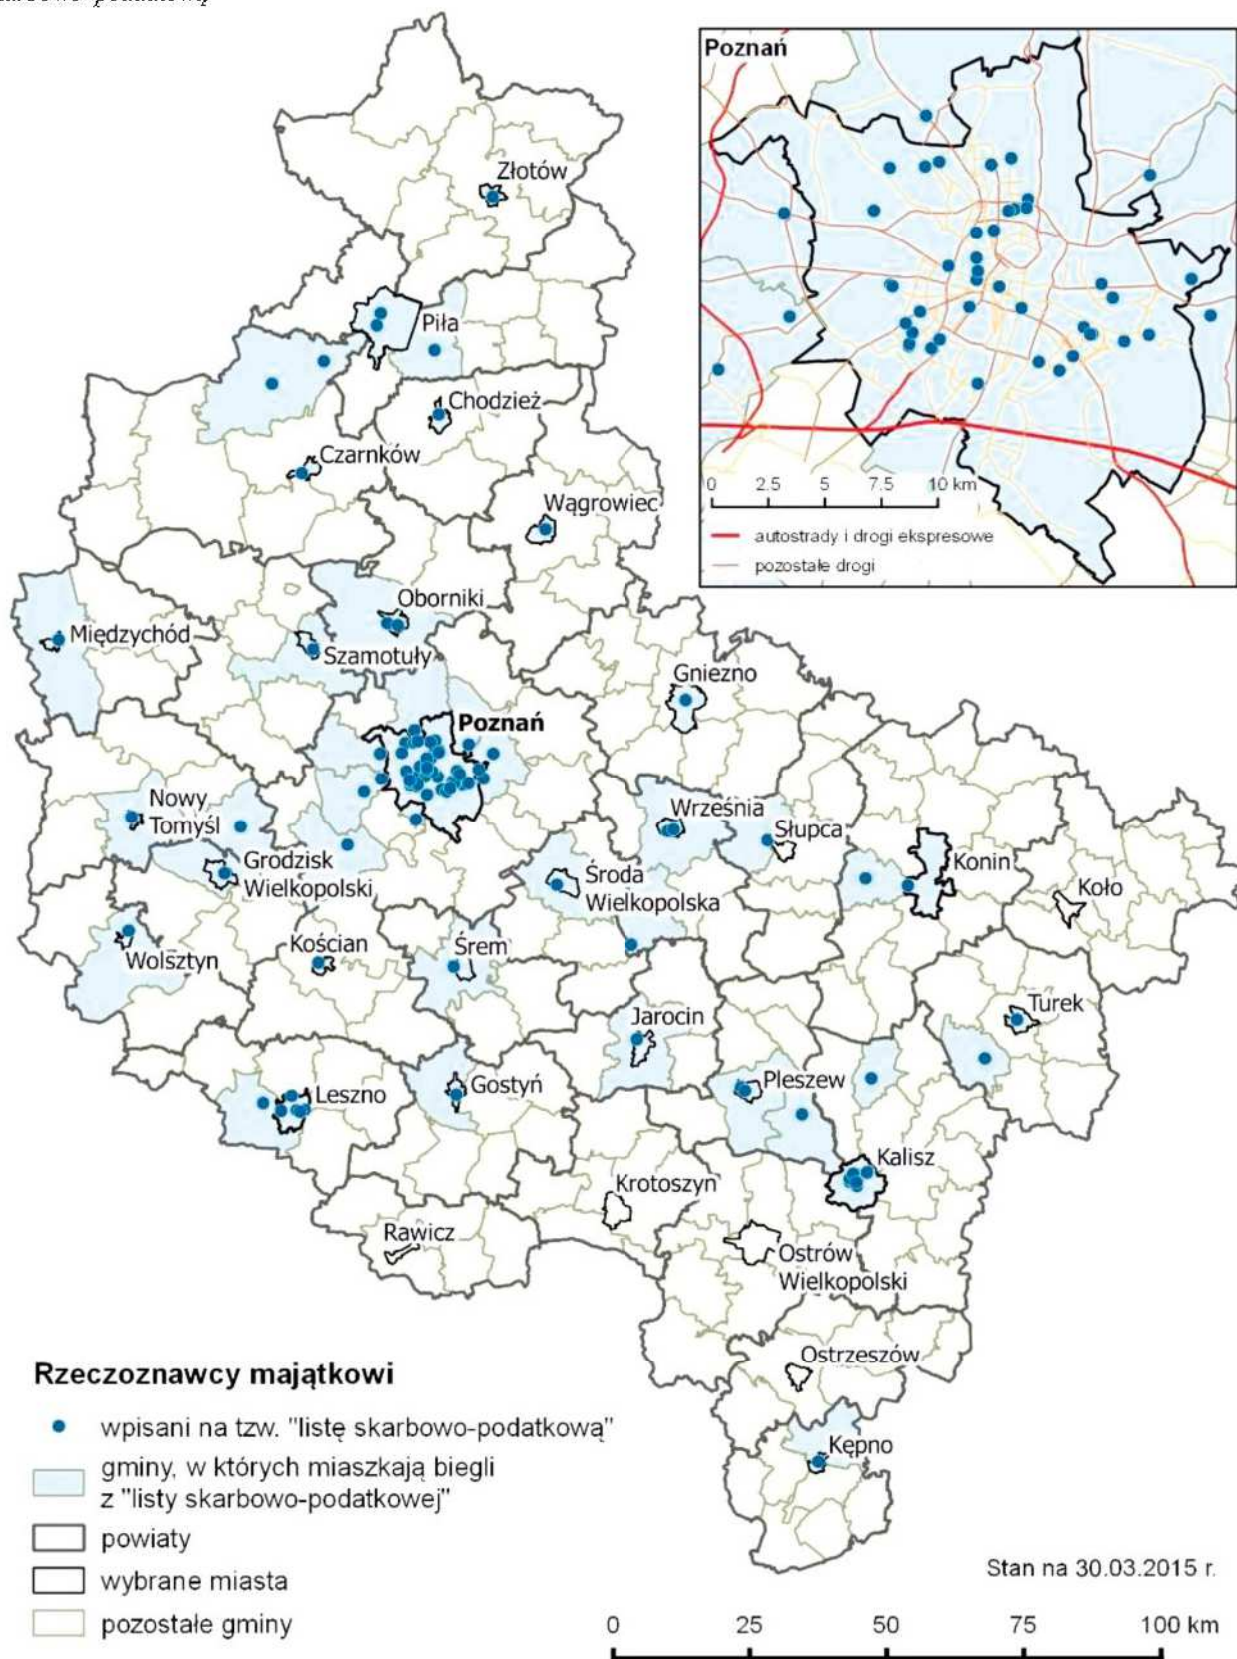 Poznań
0 2.5 5 7.5 10 km
autostrady i drogi ekspresowe
pozostałe drogi
Złotów
Piła
Chodzież
Czarnków
Wągrowiec
Oborniki
Międzychód
Szamotuły
Gniezno
Poznań
Nowy
Tomyśl
Września
Słupca
Grodzisk
Wielkopolski
Środa
Wielkopolska
Konin
Koło
Wolsztyn
Kościan
Śrem
Jarocin
Turek
Leszno
Gostyń
Pleszew
Kalisz
Krotoszyn
Rawicz
Ostrów
Wielkopolski
Ostrzeszów
Kępno
Rzeczoznawcy majątkowi
wpisani na tzw. "listę skarbowo-podatkową"
gminy, w których miaszkają biegli
z "listy skarbowo-podatkowej"
powiaty
wybrane miasta
pozostałe gminy
Stan na 30.03.2015 r.
0 25 50 75 100 km